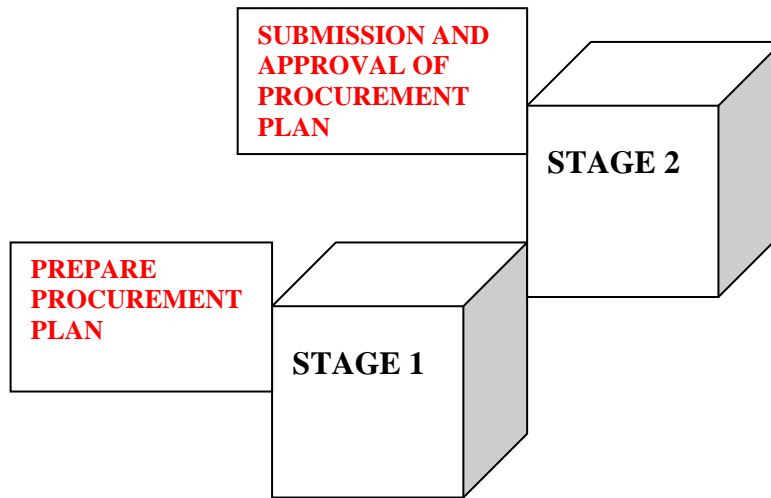 SUBMISSION AND
APPROVAL OF
PROCUREMENT
PLAN
STAGE 2
PREPARE
PROCUREMENT
PLAN
STAGE 1